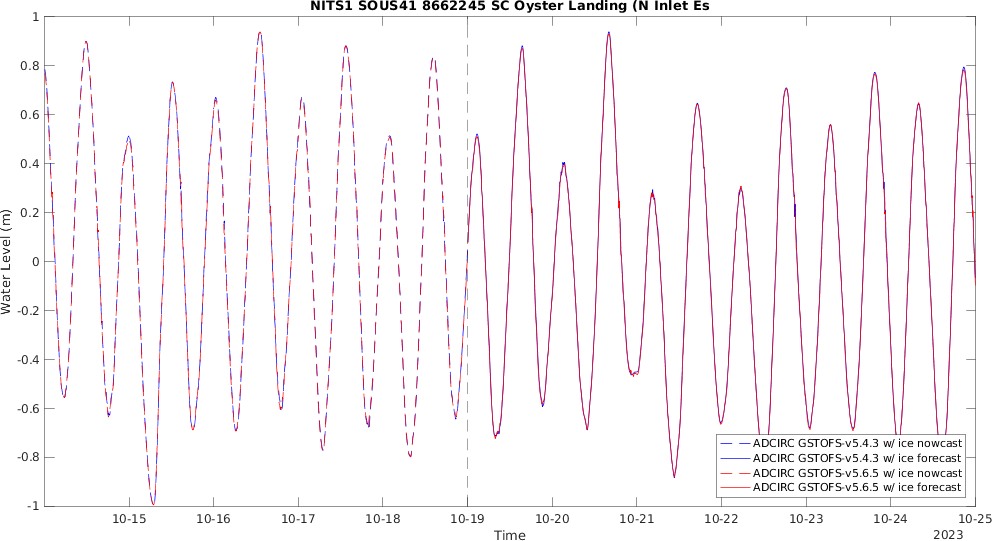 NITS1 SOUS41 8662245 SC Oyster Landing (N Inlet Es
1
0.8
0.6
0.4
0.2
0
-0.2
-0.4
-0.6
-0.8
-1
Water Level (m)
ADCIRC GSTOFS-v5.4.3 w/ ice nowcast
ADCIRC GSTOFS-v5.4.3 w/ ice forecast
ADCIRC GSTOFS-v5.6.5 w/ ice nowcast
ADCIRC GSTOFS-v5.6.5 w/ ice forecast
10-15 10-16 10-17 10-18 10-19 10-20 10-21 10-22 10-23 10-24 10-25
Time
2023